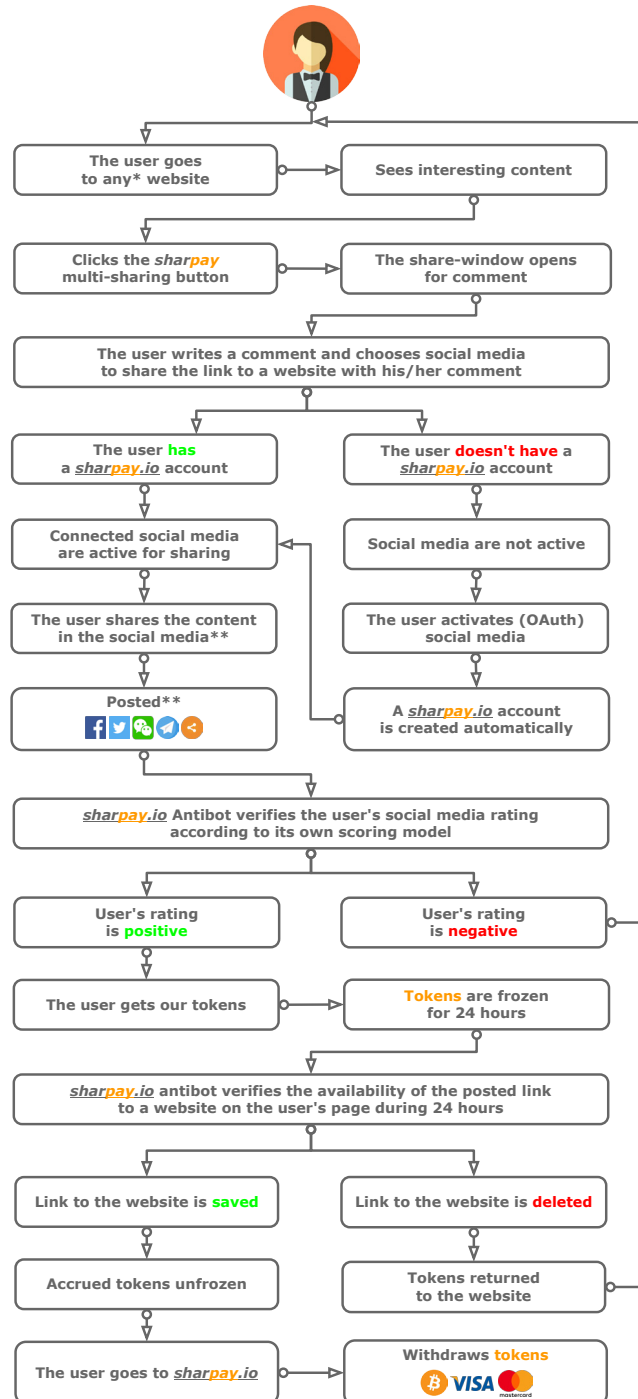 The user goes
to any* website
Sees interesting content
Clicks the sharpay
multi-sharing button
The share-window opens
for comment
The user writes a comment and chooses social media
to share the link to a website with his/her comment
The user has
a sharpay.io account
The user doesn't have a
sharpay.io account
Connected social media
are active for sharing
Social media are not active
The user shares the content
in the social media**
The user activates (OAuth)
social media
Posted**
A sharpay.io account
is created automatically
sharpay.io Antibot verifies the user's social media rating
according to its own scoring model
User's rating
is positive
User's rating
is negative
The user gets our tokens
Tokens are frozen
for 24 hours
sharpay.io antibot verifies the availability of the posted link
to a website on the user's page during 24 hours
Link to the website is saved
Link to the website is deleted
Accrued tokens unfrozen
Tokens returned
to the website
The user goes to sharpay.io
Withdraws tokens
VISA
mastercard